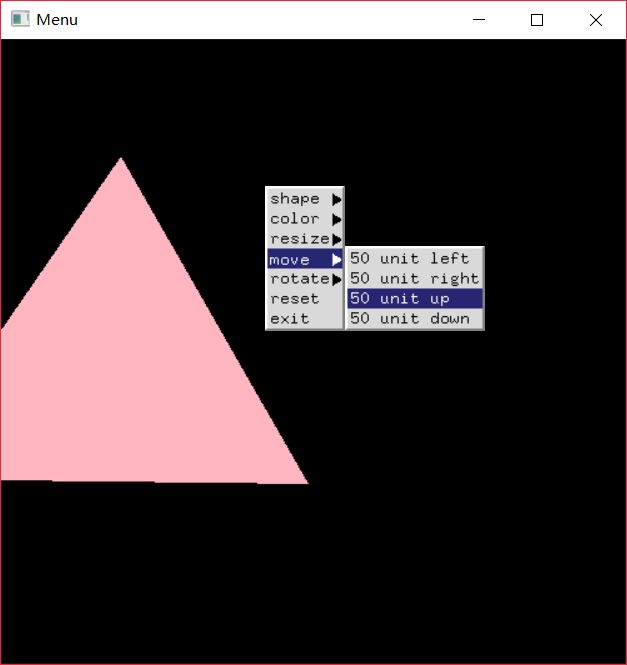 Menu
shape
color
resize
move
rotate
reset
exit
50 unit left
50 unit right
50 unit up
50 unit down